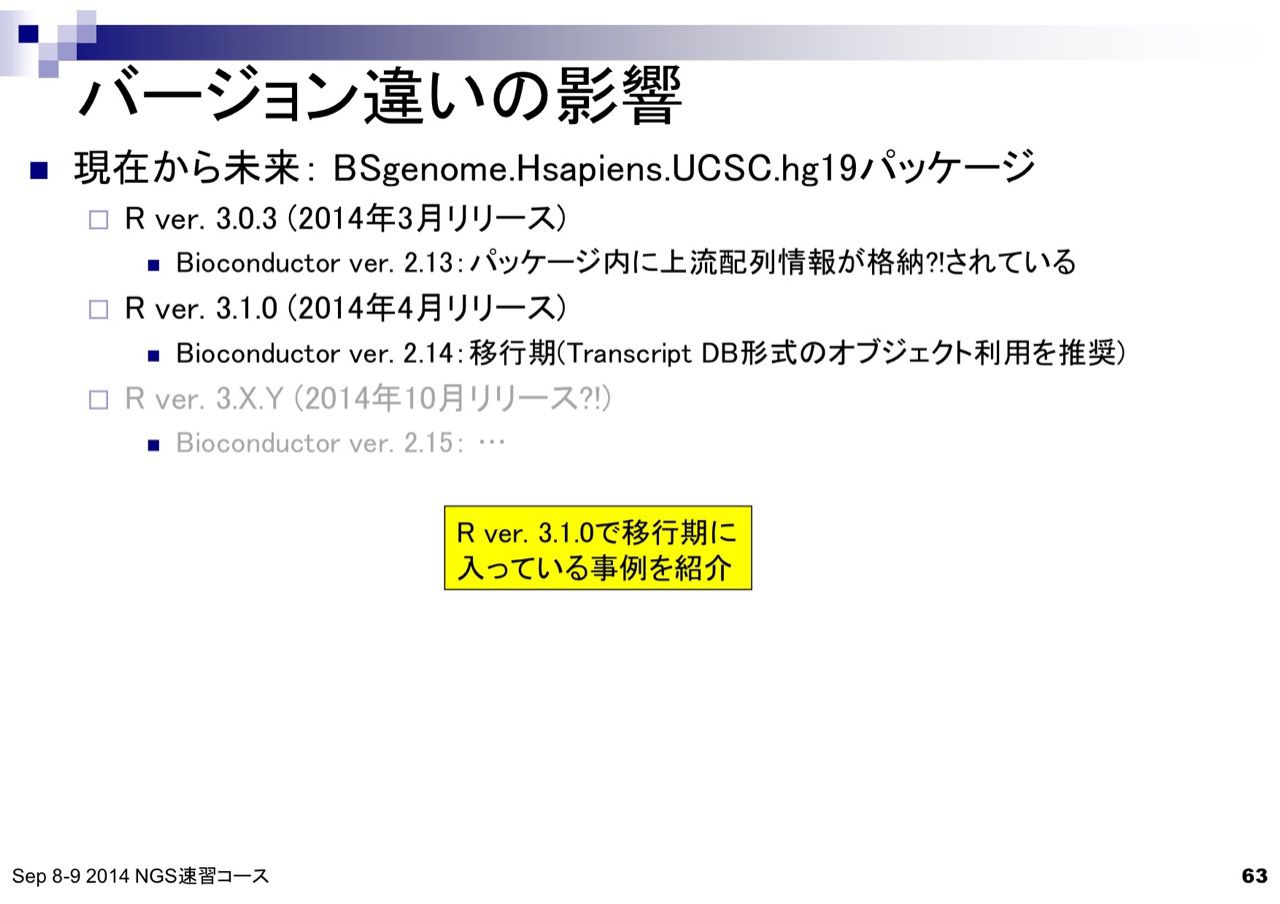 バージョン違いの影響
現在から未来： BSgenome.Hsapiens.UCSC.hg19パッケージ
R ver. 3.0.3 (2014年3月リリース)
Bioconductor ver. 2.13：パッケージ内に上流配列情報が格納?!されている
R ver. 3.1.0 (2014年4月リリース)
Bioconductor ver. 2.14：移行期(Transcript DB形式のオブジェクト利用を推奨)
R ver. 3.X.Y (2014年10月リリース?!)
Bioconductor ver. 2.15： …
R ver. 3.1.0で移行期に
入っている事例を紹介
Sep 8-9 2014 NGS速習コース
63